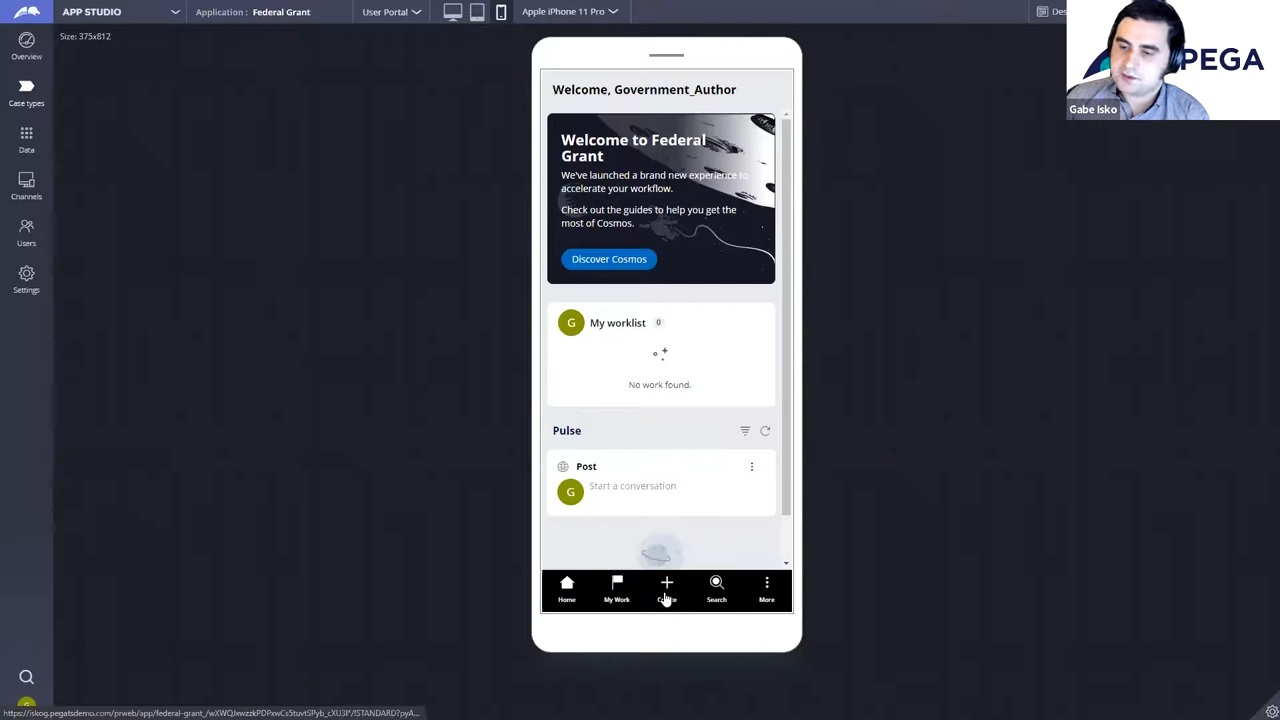 APP STUDIO
Application : Federal Grant
User Portal
Apple iPhone 11 Pro
Des
Size: 375x812
Overview
Case types
Data
Channels
Users
Settings
PEGA
Gabe Isko
Welcome, Government_Author
Welcome to Federal
Grant
We've launched a brand new experience to
accelerate your workflow.
Check out the guides to help you get the
most of Cosmos.
Discover Cosmos
G
My worklist 0
No work found.
Pulse
Post
G
Start a conversation
Home
My Work
Search
More
G